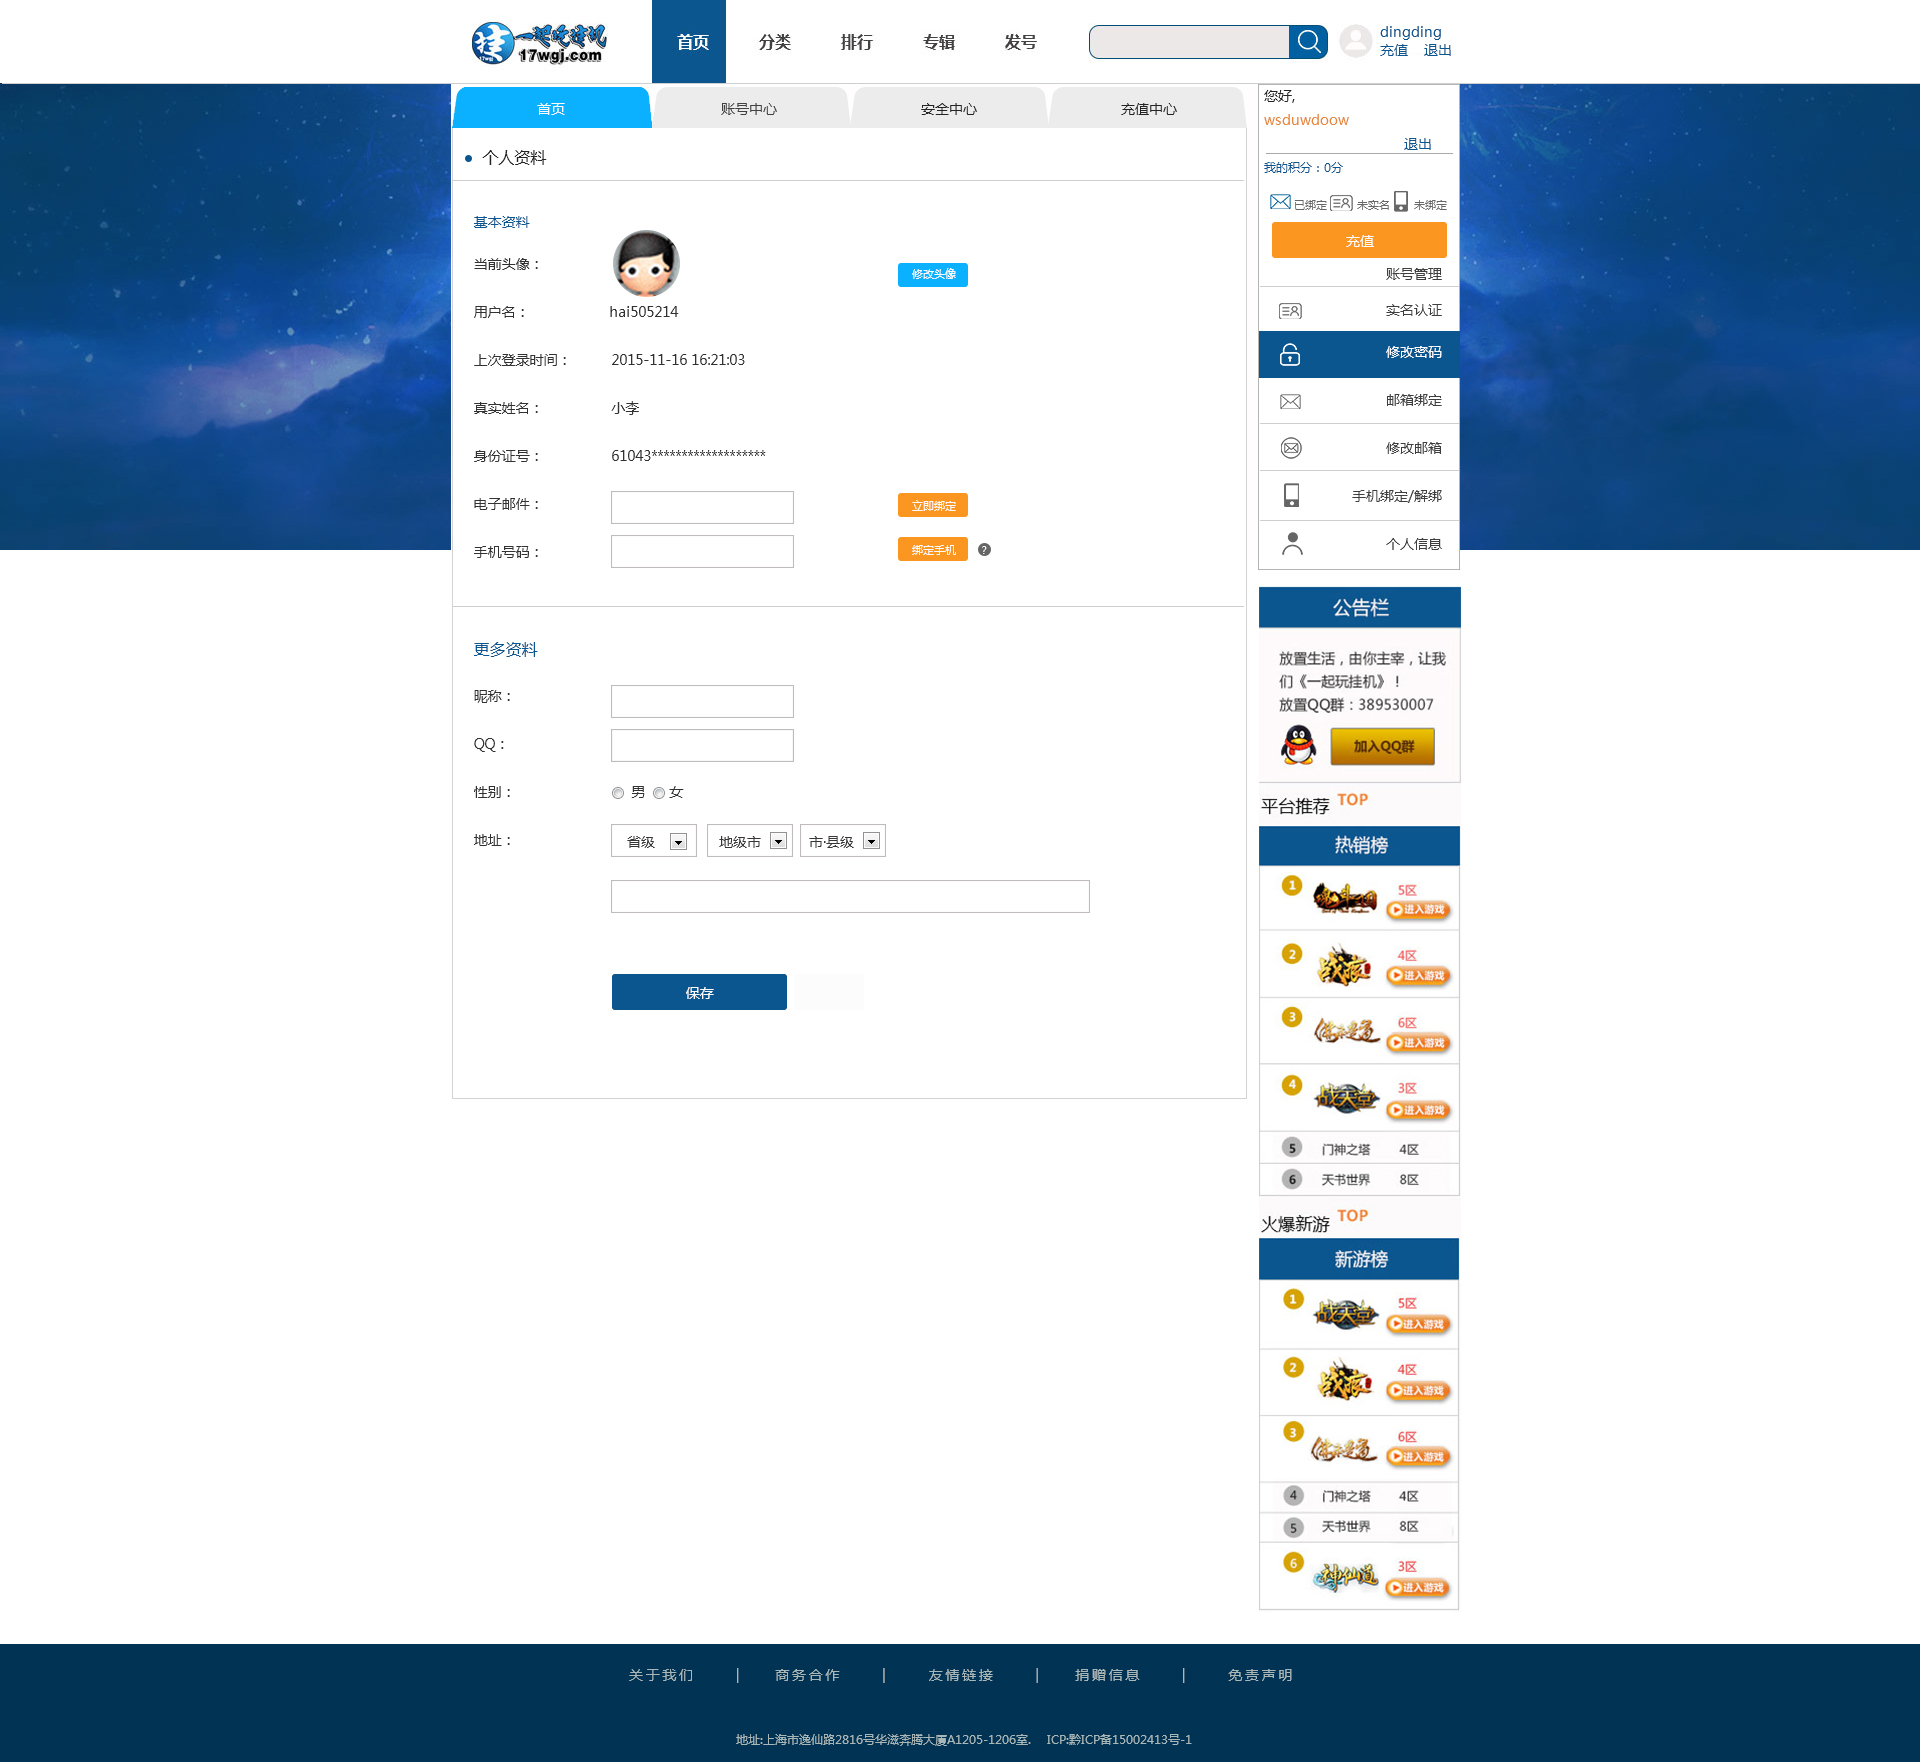 一起玩挂机
17wgj.com
首页 分类 排行 专辑 发号
dingding
充值 退出
首页 账号中心 安全中心 充值中心
个人资料
基本资料
当前头像：
修改头像
用户名： hai505214
上次登录时间： 2015-11-16 16:21:03
真实姓名： 小李
身份证号： 61043*******************
电子邮件： 立即绑定
手机号码： 绑定手机 ?
更多资料
昵称：
QQ：
性别： 男 女
地址： 省级 地级市 市·县级
保存
您好,
wsduwdoow
退出
我的积分：0分
已绑定 未实名 未绑定
充值
账号管理
实名认证
修改密码
邮箱绑定
修改邮箱
手机绑定/解绑
个人信息
公告栏
放置生活，由你主宰，让我
们《一起玩挂机》！
放置QQ群：389530007
加入QQ群
平台推荐 TOP
热销榜
1 5区
进入游戏
2 战痕 4区
进入游戏
3 6区
进入游戏
4 战天堂 3区
进入游戏
5 门神之塔 4区
6 天书世界 8区
火爆新游 TOP
新游榜
1 战天堂 5区
进入游戏
2 战痕 4区
进入游戏
3 6区
进入游戏
4 门神之塔 4区
5 天书世界 8区
6 神仙道 3区
进入游戏
关于我们 | 商务合作 | 友情链接 | 捐赠信息 | 免责声明
地址:上海市逸仙路2816号华滋奔腾大厦A1205-1206室. ICP:黔ICP备15002413号-1